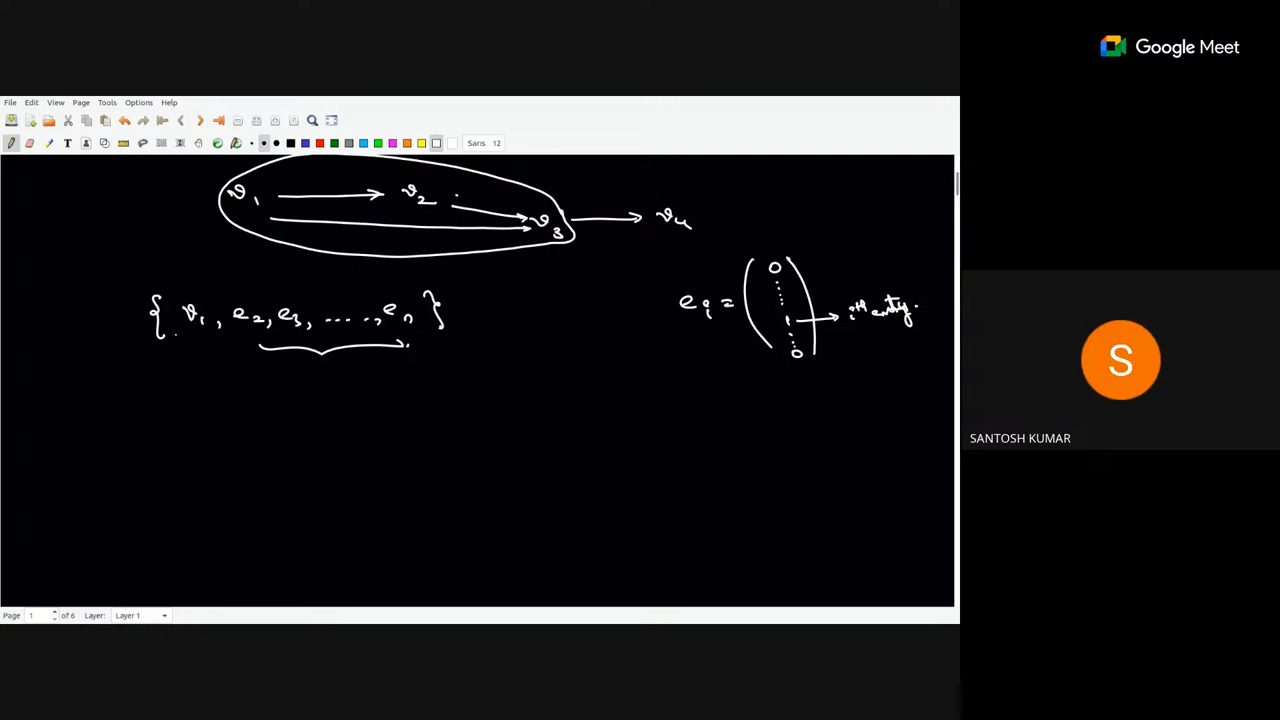 Google Meet
File Edit View Page Tools Options Help
Sans 12
v₁ → v₂ → v₃ → v₄
{ v₁, e₂, e₃, ....., eₙ }
eᵢ = ( 0 ⋮ 1 ⋮ 0 ) → iᵗʰ entry.
SANTOSH KUMAR
S
Page 1 of 6 Layer: Layer 1